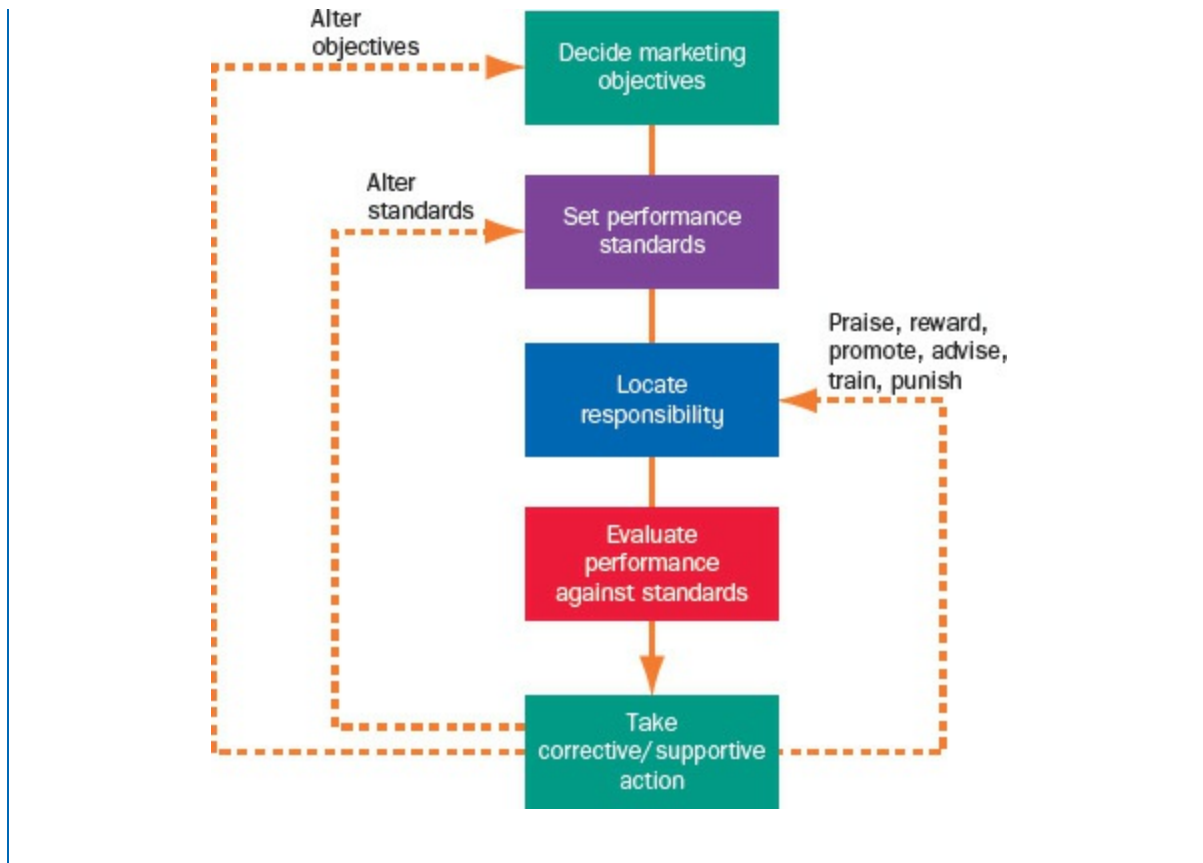 Alter
objectives
Decide marketing
objectives
Alter
standards
Set performance
standards
Praise, reward,
promote, advise,
train, punish
Locate
responsibility
Evaluate
performance
against standards
Take
corrective/supportive
action